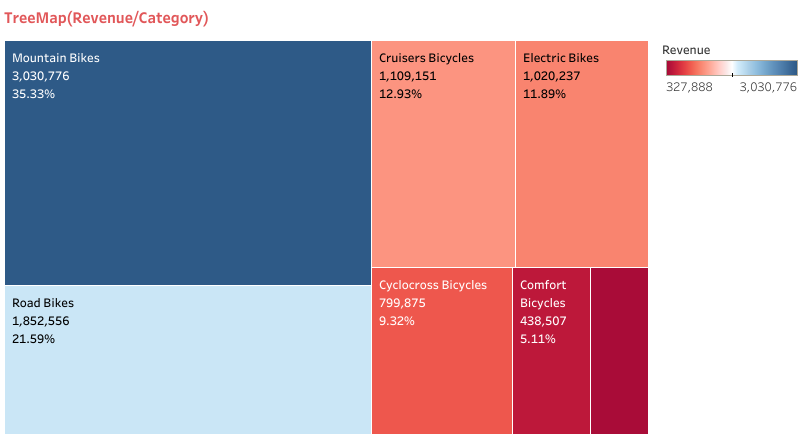 TreeMap(Revenue/Category)
Mountain Bikes
3,030,776
35.33%
Cruisers Bicycles
1,109,151
12.93%
Electric Bikes
1,020,237
11.89%
Revenue
327,888
3,030,776
Road Bikes
1,852,556
21.59%
Cyclocross Bicycles
799,875
9.32%
Comfort
Bicycles
438,507
5.11%